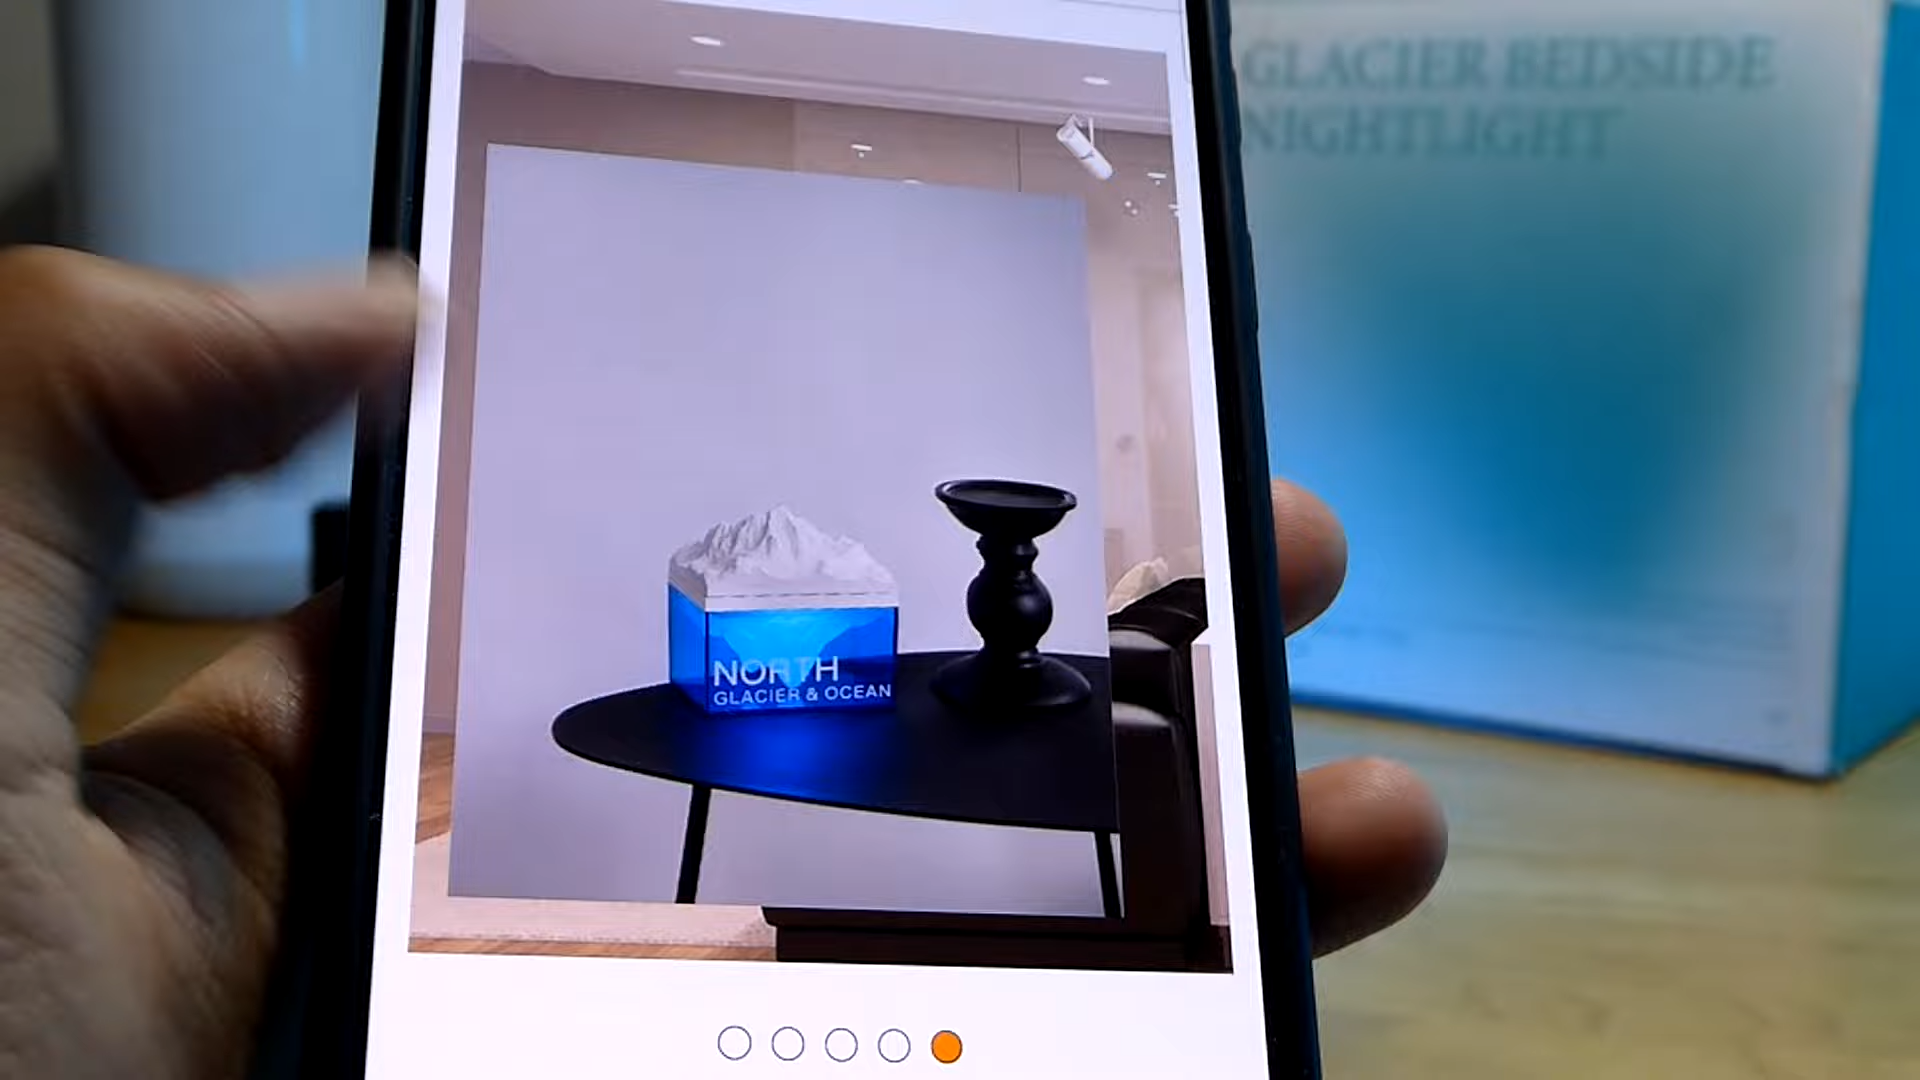 GLACIER BEDSIDE
NIGHTLIGHT
NORTH
GLACIER & OCEAN